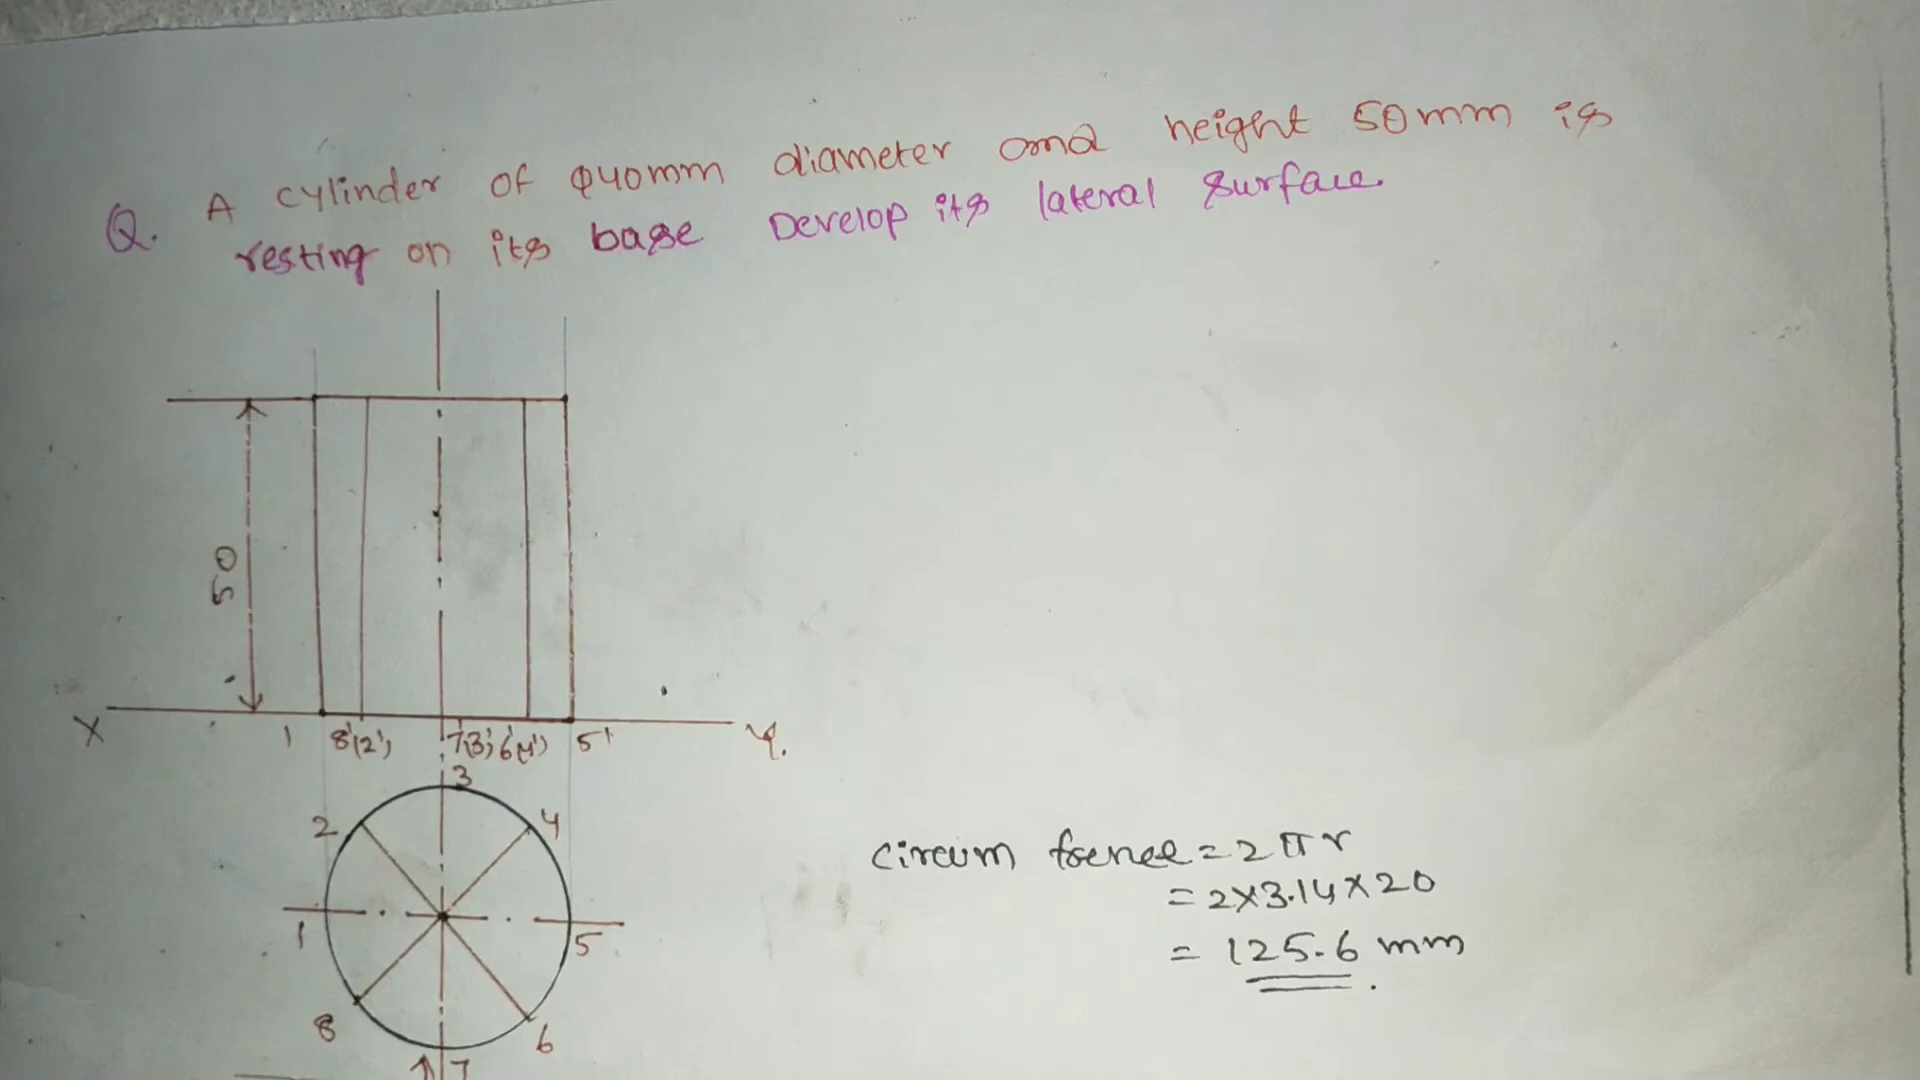 Q. A cylinder of φ40mm diameter and height 50mm is
resting on its base Develop its lateral surface.
50
X
1 8'(2') 7'(3') 6'(4') 5'
Y.
3
2
4
1
5
8
6
7
circum ference = 2πr
= 2×3.14×20
= 125.6 mm